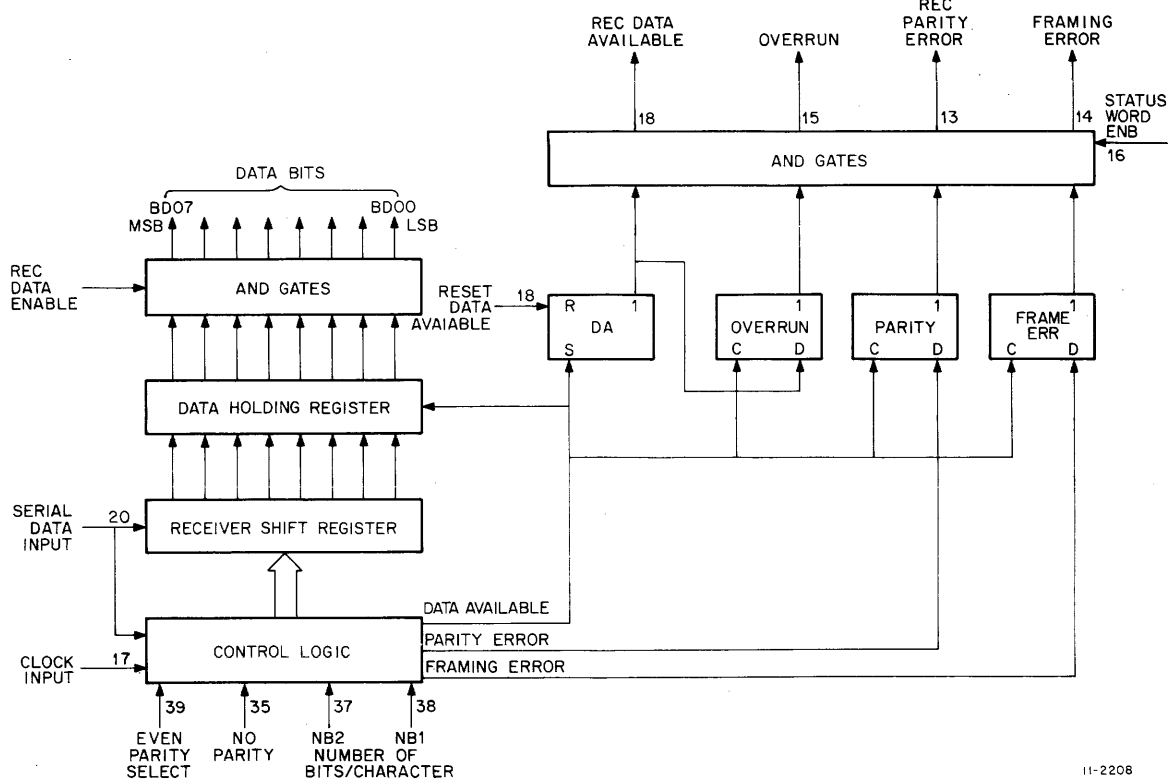 REC DATA
AVAILABLE
OVERRUN
REC
PARITY
ERROR
FRAMING
ERROR
18
15
13
14
STATUS
WORD
ENB
16
AND GATES
DATA BITS
BD07
BD00
MSB
LSB
REC
DATA
ENABLE
AND GATES
RESET
DATA
AVAIABLE
18
R 1
DA
S
1
OVERRUN
C D
1
PARITY
C D
1
FRAME
ERR
C D
DATA HOLDING REGISTER
SERIAL
DATA
INPUT
20
RECEIVER SHIFT REGISTER
DATA AVAILABLE
PARITY ERROR
FRAMING ERROR
CONTROL LOGIC
CLOCK
INPUT
17
39
35
37
38
EVEN
PARITY
SELECT
NO
PARITY
NB2 NB1
NUMBER OF
BITS/CHARACTER
11-2208